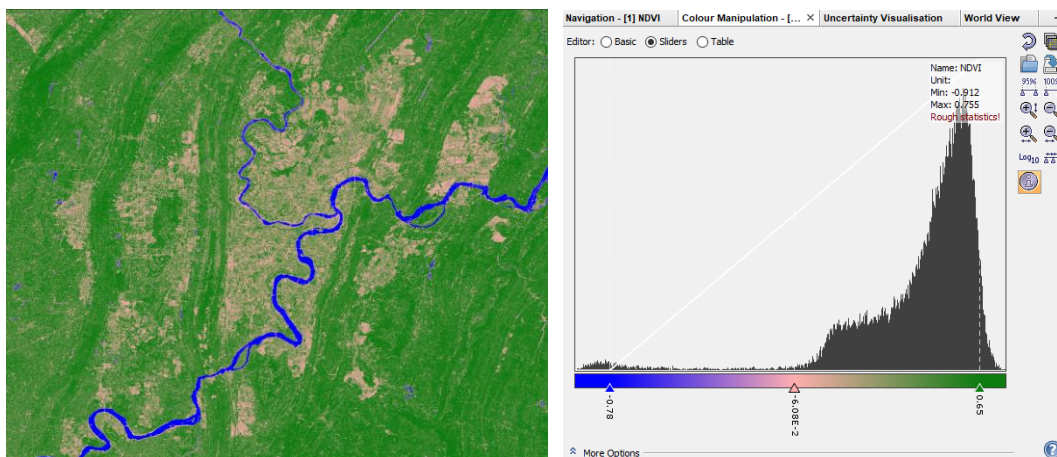 Navigation - [1] NDVI Colour Manipulation - [... × Uncertainty Visualisation World View
Editor: Basic Sliders Table
Name: NDVI
Unit:
Min: -0.912
Max: 0.755
Rough statistics!
95% 100%
Log10
-0.78 -6.08E-2 0.65
More Options